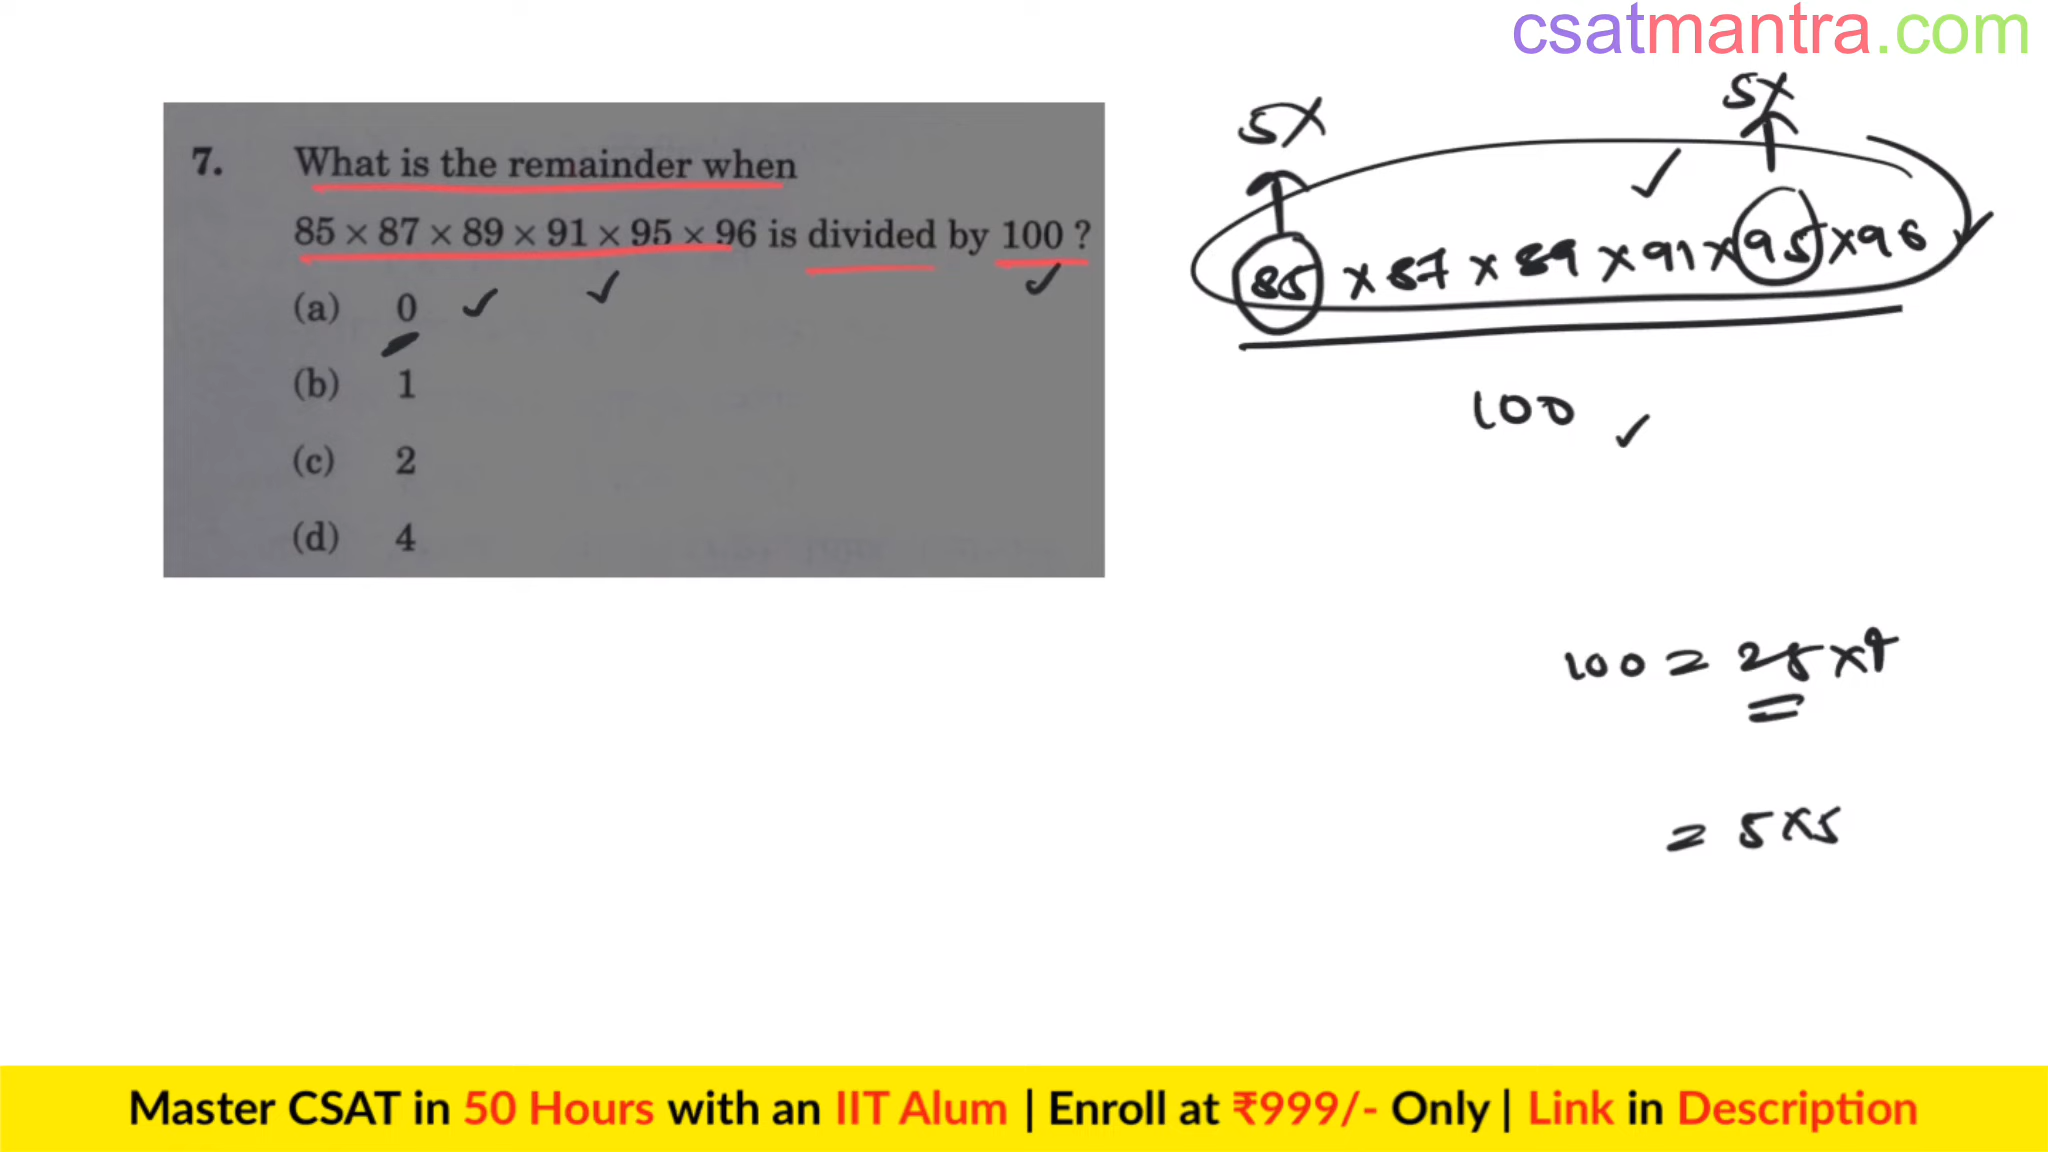 csatmantra.com
7. What is the remainder when
85 × 87 × 89 × 91 × 95 × 96 is divided by 100 ?
(a) 0
(b) 1
(c) 2
(d) 4
5× 5×
85 × 87 × 89 × 91 × 95 × 96
100
100 = 25 × 4
= 5 × 5
Master CSAT in 50 Hours with an IIT Alum | Enroll at ₹999/- Only | Link in Description